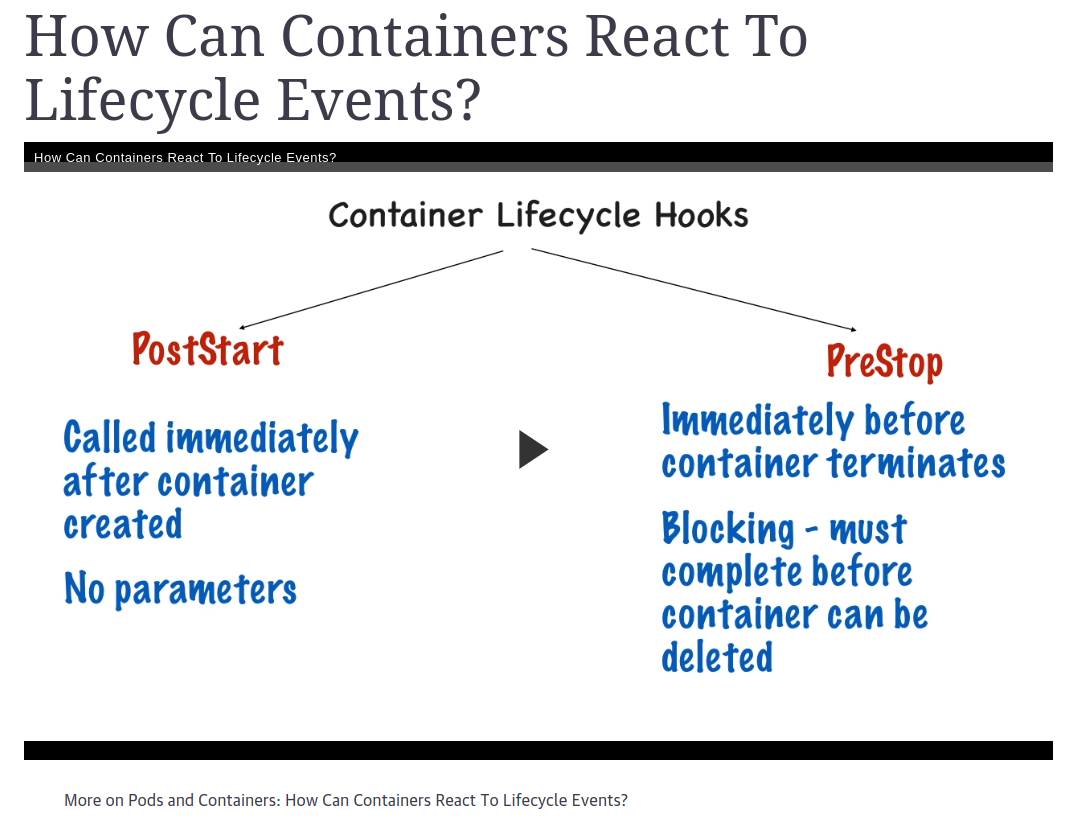 How Can Containers React To
Lifecycle Events?
How Can Containers React To Lifecycle Events?
Container Lifecycle Hooks
PostStart
Called immediately
after container
created
No parameters
PreStop
Immediately before
container terminates
Blocking - must
complete before
container can be
deleted
More on Pods and Containers: How Can Containers React To Lifecycle Events?